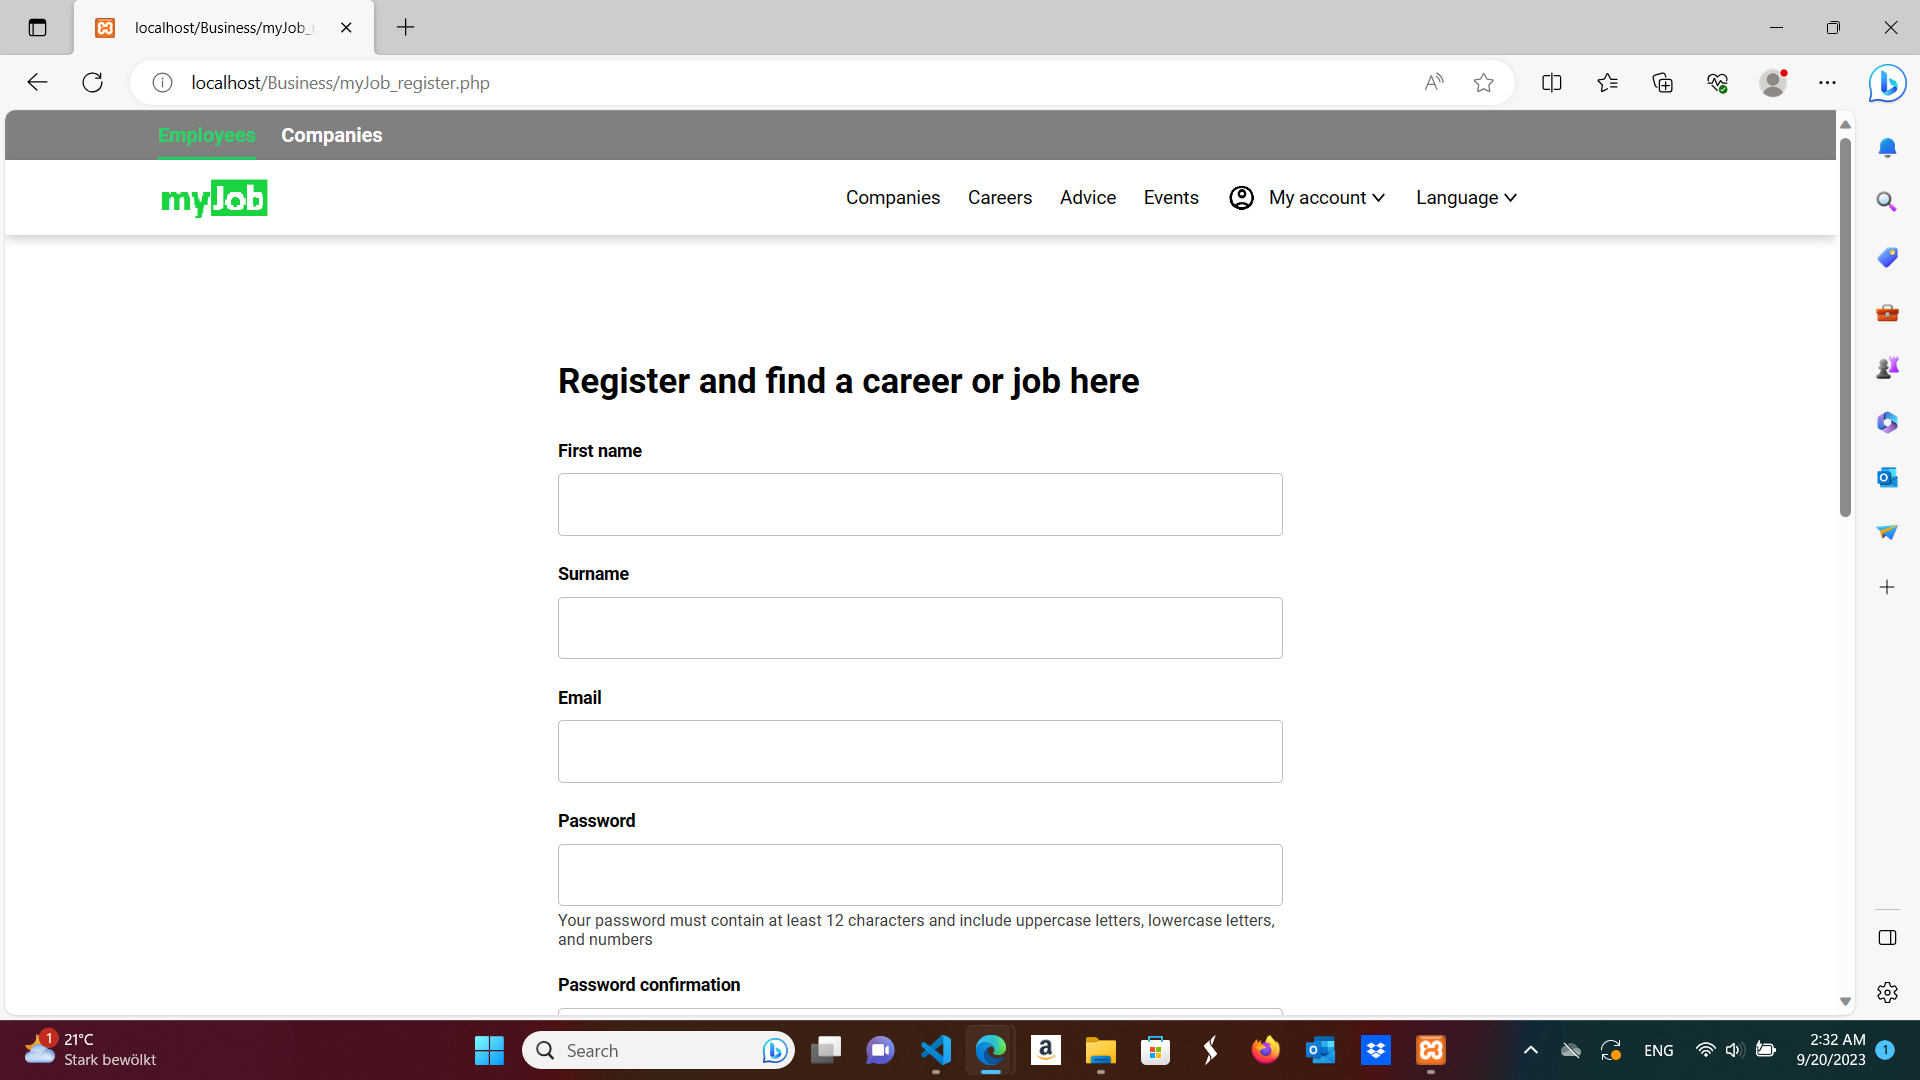 localhost/Business/myJob_r
localhost/Business/myJob_register.php
Employees Companies
myJob
Companies Careers Advice Events My account Language
Register and find a career or job here
First name
Surname
Email
Password
Your password must contain at least 12 characters and include uppercase letters, lowercase letters,
and numbers
Password confirmation
1 21°C
Stark bewölkt
Search
ENG
2:32 AM
9/20/2023
1